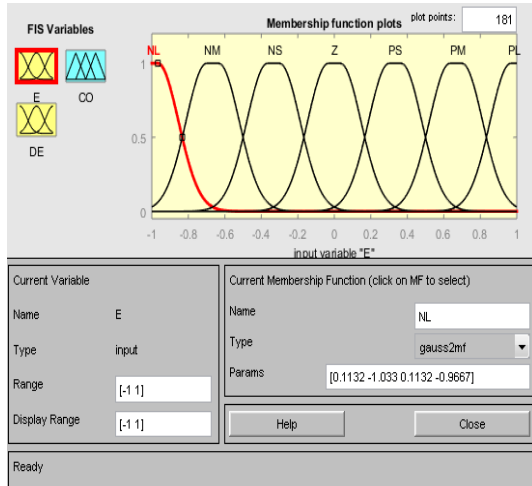 FIS Variables
Membership function plots
plot points:
181
E
CO
DE
NL
NM
NS
Z
PS
PM
PL
1
0.5
0
-1
-0.8
-0.6
-0.4
-0.2
0
0.2
0.4
0.6
0.8
1
input variable "E"
Current Variable
Name
E
Type
input
Range
[-1 1]
Display Range
[-1 1]
Current Membership Function (click on MF to select)
Name
NL
Type
gauss2mf
Params
[0.1132 -1.033 0.1132 -0.9667]
Help
Close
Ready